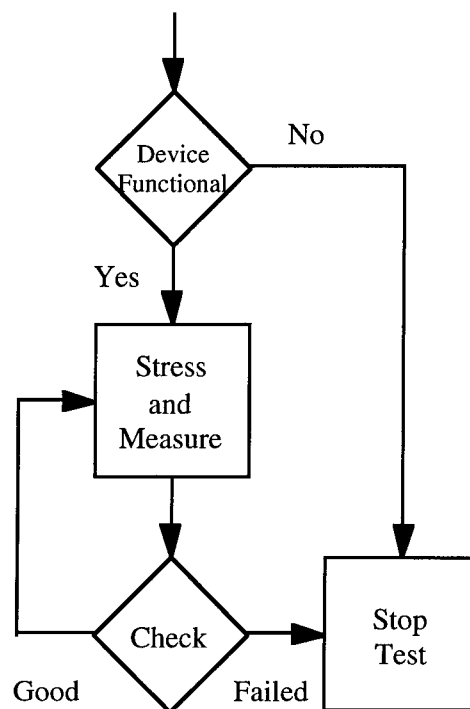 No
Device
Functional
Yes
Stress
and
Measure
Check
Stop
Test
Good
Failed